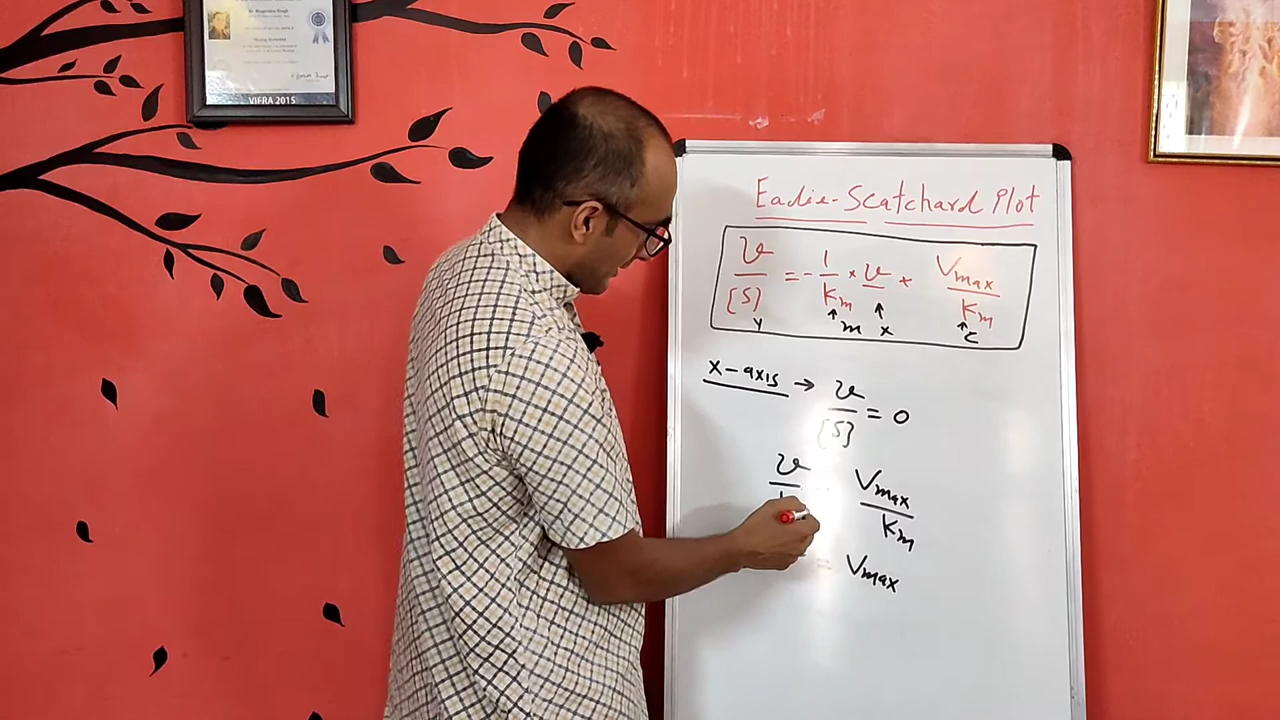 VIFRA 2015
Eadie-Scatchard Plot
v/[S] = - 1/Km × v + Vmax/Km
y m x c
x-axis → v/[S] = 0
v = Vmax/Km
= Vmax